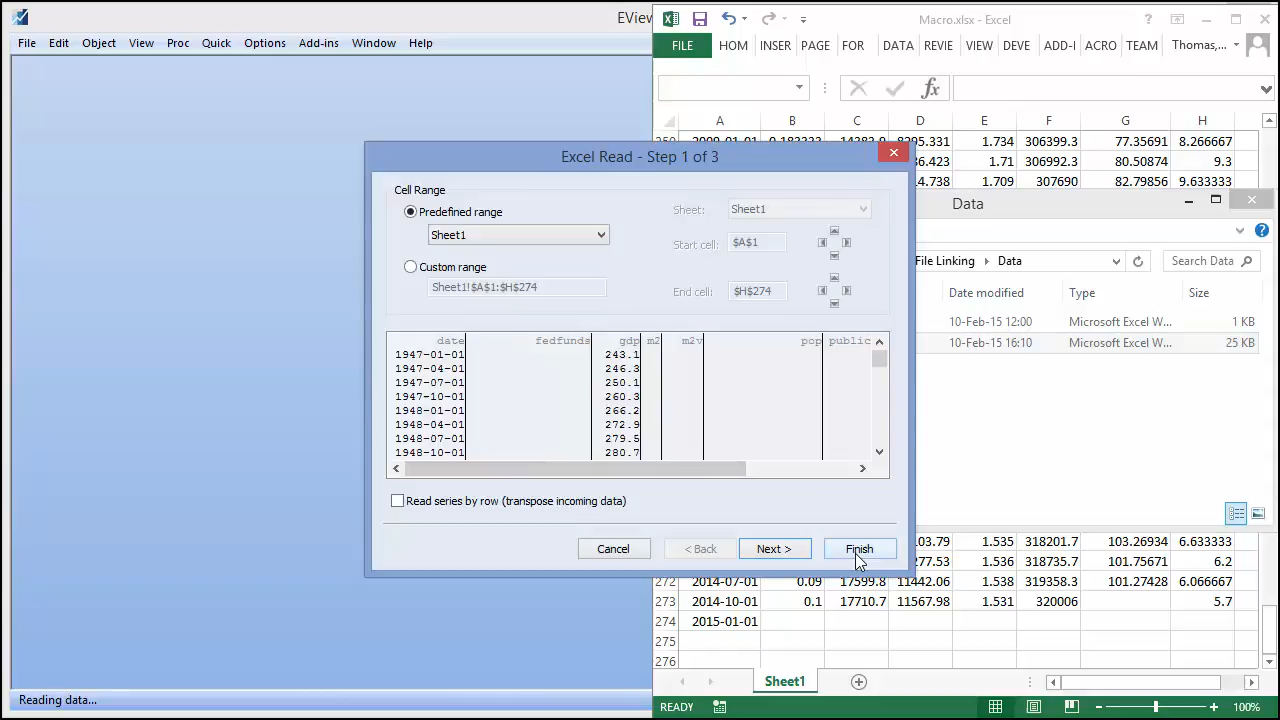 EView
File Edit Object View Proc Quick Options Add-ins Window Help
Macro.xlsx - Excel
FILE HOM INSER PAGE FOR DATA REVIE VIEW DEVE ADD-I ACRO TEAM Thomas,...
fx
A B C D E F G H
306399.3 77.35691 8.266667
36.423 1.71 306992.3 80.50874 9.3
14.738 1.709 307690 82.79856 9.633333
Excel Read - Step 1 of 3
Cell Range
Predefined range
Sheet1
Custom range
Sheet1!$A$1:$H$274
Sheet: Sheet1
Start cell: $A$1
End cell: $H$274
date fedfunds gdp m2 m2v pop public
1947-01-01 243.1
1947-04-01 246.3
1947-07-01 250.1
1947-10-01 260.3
1948-01-01 266.2
1948-04-01 272.9
1948-07-01 279.5
1948-10-01 280.7
Read series by row (transpose incoming data)
Cancel < Back Next > Finish
Data
File Linking Data Search Data
Date modified Type Size
10-Feb-15 12:00 Microsoft Excel W... 1 KB
10-Feb-15 16:10 Microsoft Excel W... 25 KB
03.79 1.535 318201.7 103.26934 6.633333
277.53 1.536 318735.7 101.75671 6.2
272 2014-07-01 0.09 17599.8 11442.06 1.538 319358.3 101.27428 6.066667
273 2014-10-01 0.1 17710.7 11567.98 1.531 320006 5.7
274 2015-01-01
275
276
Sheet1
Reading data...
READY 100%